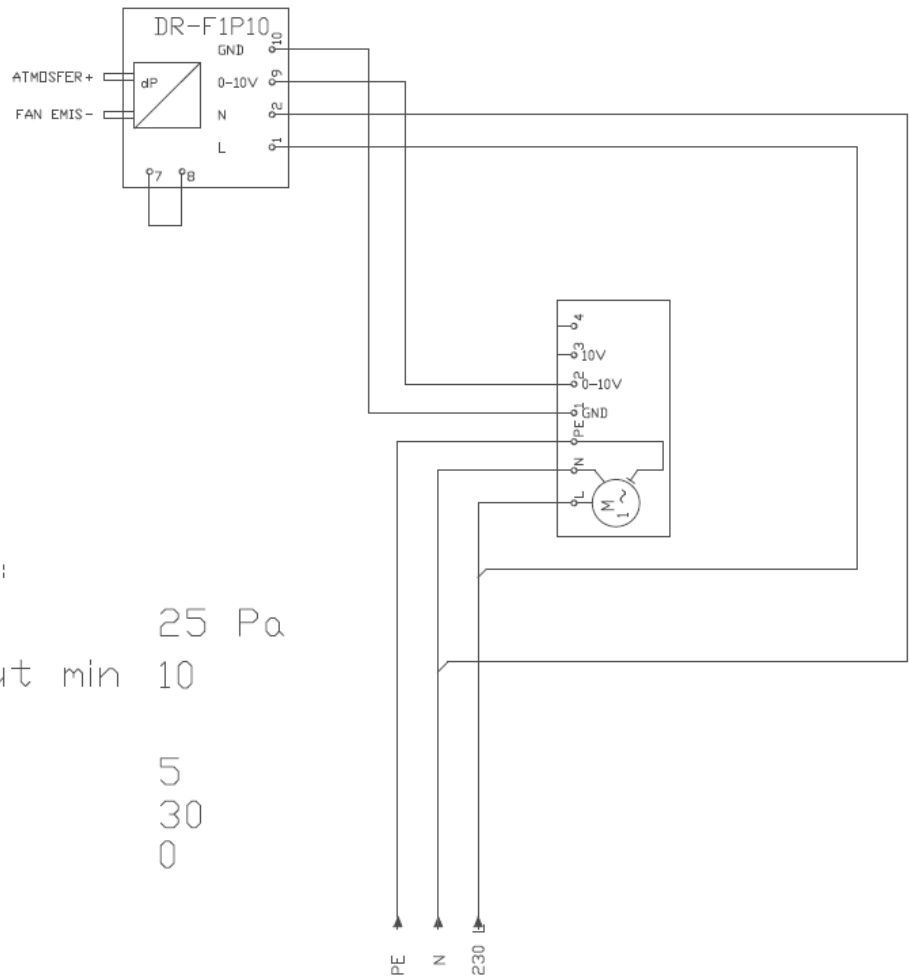 DR-F1P10
GND 10
ATMOSFER+
dP
0-10V 9
FAN EMIS-
N 2
L 1
7 8
4
3 10V
2 0-10V
1 GND
PE
N
L
M
1~
:
25 Pa
ut min 10
5
30
0
PE
N
230 L